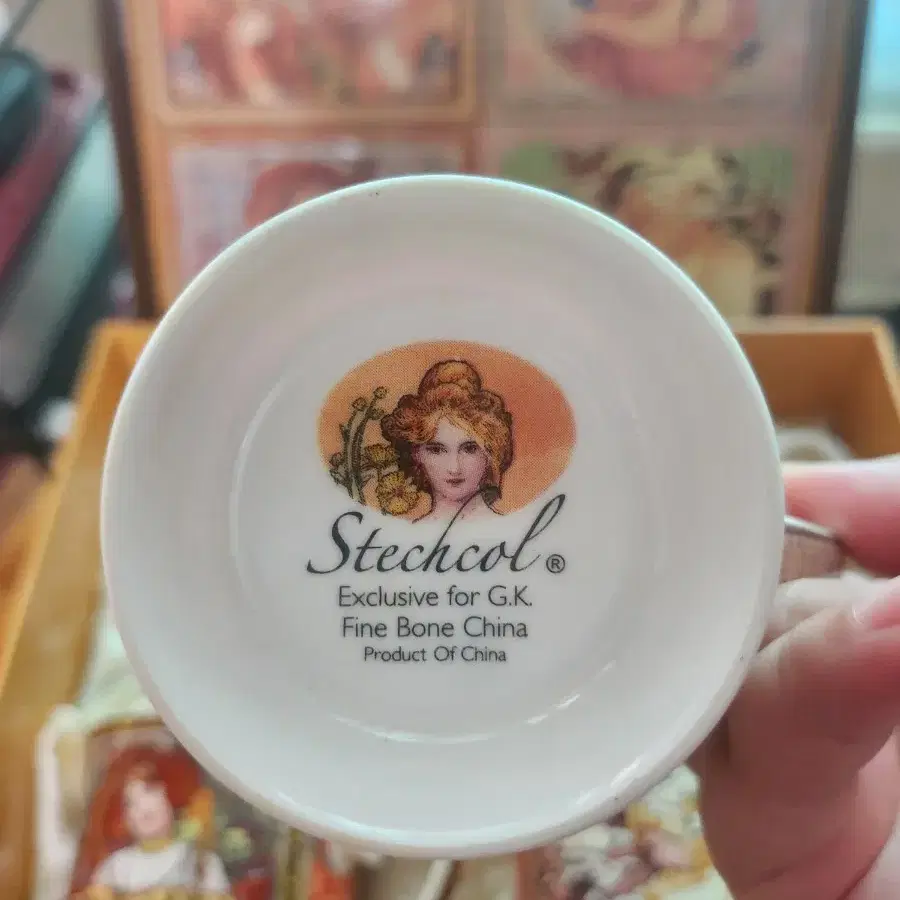 Stechcol ®
Exclusive for G.K.
Fine Bone China
Product Of China